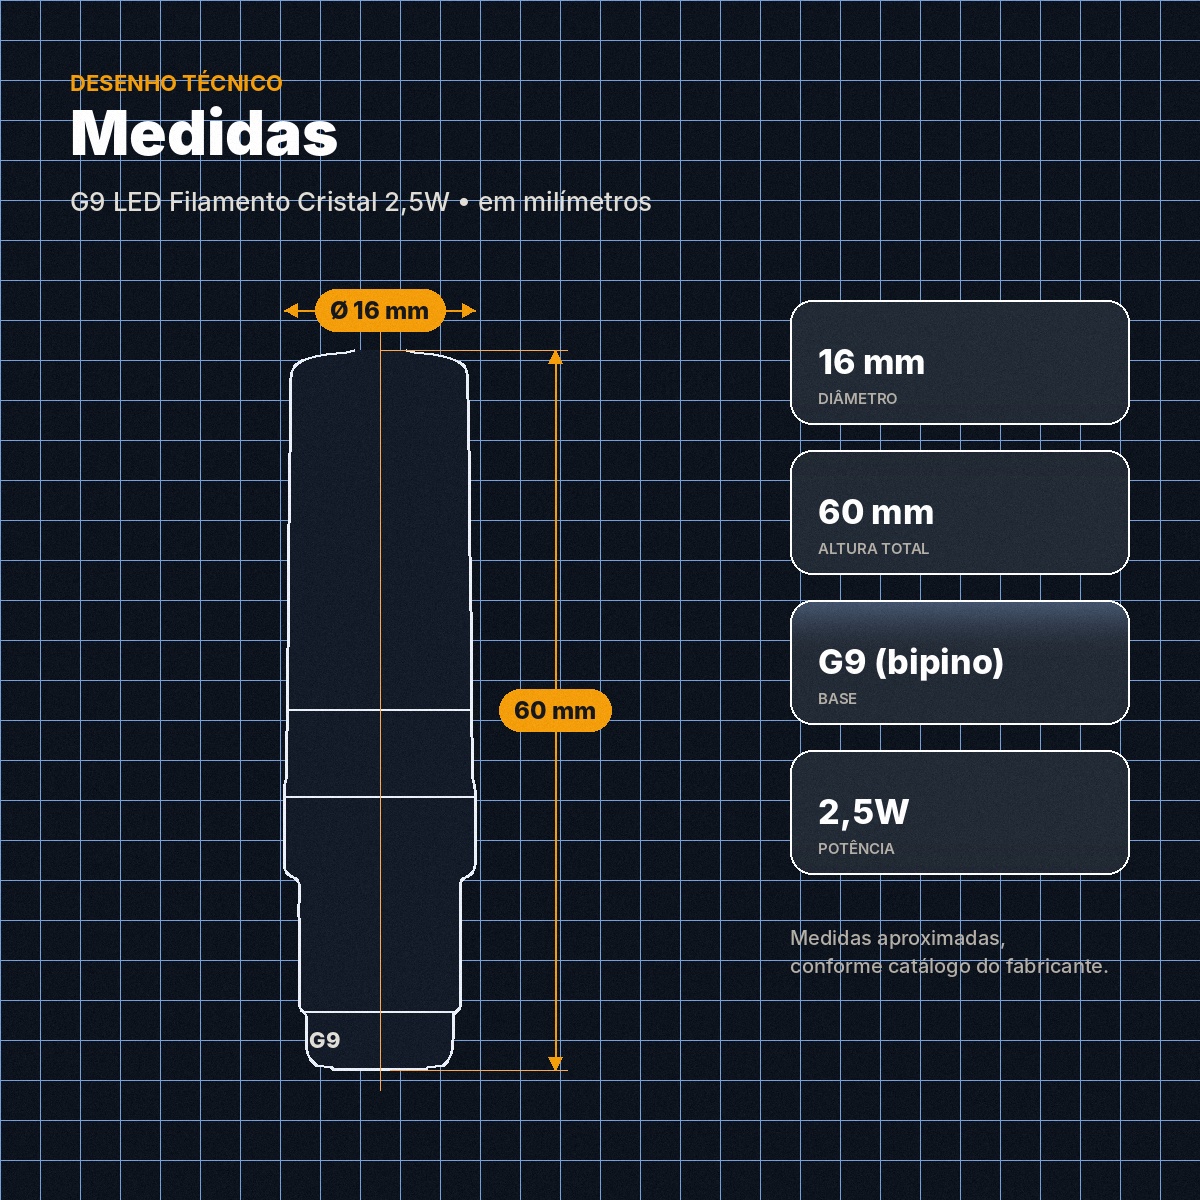 DESENHO TÉCNICO
Medidas
G9 LED Filamento Cristal 2,5W • em milímetros
Ø 16 mm
60 mm
G9
16 mm
DIÂMETRO
60 mm
ALTURA TOTAL
G9 (bipino)
BASE
2,5W
POTÊNCIA
Medidas aproximadas,
conforme catálogo do fabricante.